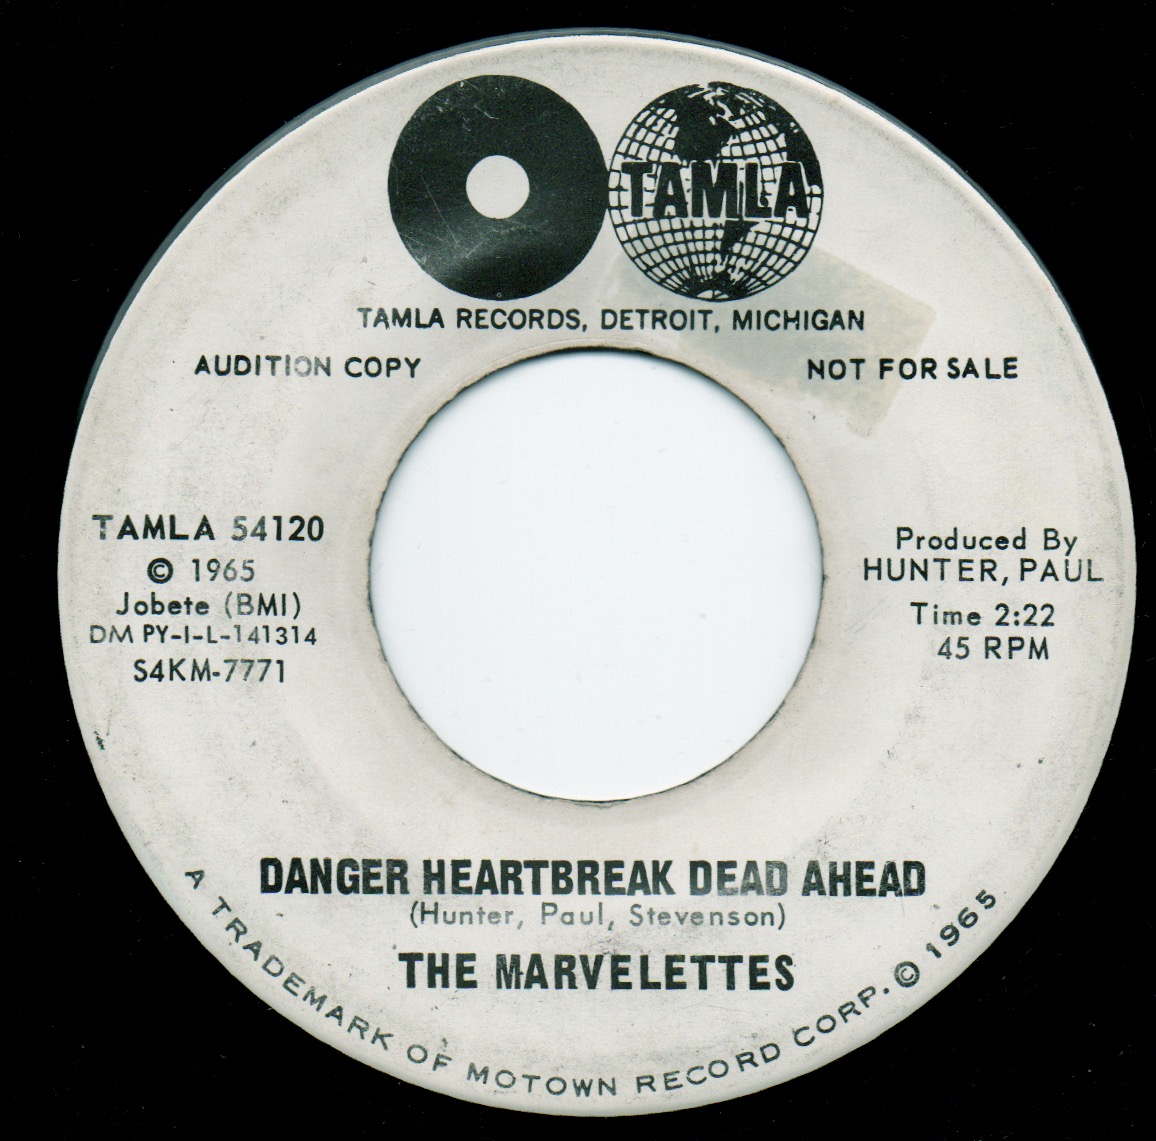 TAMLA
TAMLA RECORDS, DETROIT, MICHIGAN
AUDITION COPY
NOT FOR SALE
TAMLA 54120
© 1965
Jobete (BMI)
DM PY-I-L-141314
S4KM-7771
Produced By
HUNTER, PAUL
Time 2:22
45 RPM
DANGER HEARTBREAK DEAD AHEAD
(Hunter, Paul, Stevenson)
THE MARVELETTES
A TRADEMARK OF MOTOWN RECORD CORP. © 1965